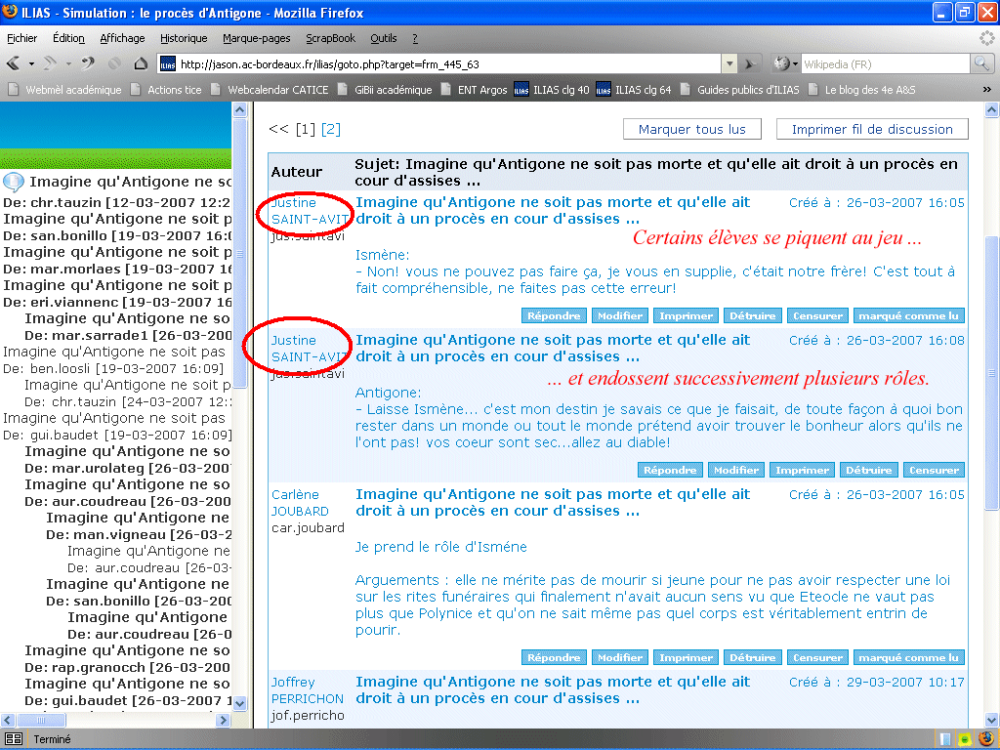 ILIAS - Simulation : le procès d'Antigone - Mozilla Firefox
Fichier Édition Affichage Historique Marque-pages ScrapBook Outils ?
ILIAS http://jason.ac-bordeaux.fr/ilias/goto.php?target=frm_445_63 Wikipedia (FR)
Webmèl académique Actions tice Webcalendar CATICE GiBii académique ENT Argos ILIAS ILIAS clg 40 ILIAS ILIAS clg 64 Guides publics d'ILIAS Le blog des 4e A&S »
Imagine qu'Antigone ne so
De: chr.tauzin [12-03-2007 12:2
Imagine qu'Antigone ne soit p
De: san.bonillo [19-03-2007 16:0
Imagine qu'Antigone ne soit p
De: mar.morlaes [19-03-2007 16
Imagine qu'Antigone ne soit p
De: eri.viannenc [19-03-2007 16
Imagine qu'Antigone ne so
De: mar.sarrade1 [26-03-200
Imagine qu'Antigone ne soit pas
De: ben.loosli [19-03-2007 16:09]
Imagine qu'Antigone ne soit p
De: chr.tauzin [24-03-2007 12:
Imagine qu'Antigone ne soit pas
De: gui.baudet [19-03-2007 16:09]
Imagine qu'Antigone ne so
De: mar.urolateg [26-03-200
Imagine qu'Antigone ne so
De: aur.coudreau [26-03-200
Imagine qu'Antigone ne
De: man.vigneau [26-03-2
Imagine qu'Antigone ne
De: aur.coudreau [26-03-
Imagine qu'Antigone ne
De: san.bonillo [26-03-200
Imagine qu'Antigone
De: aur.coudreau [26-0
Imagine qu'Antigone ne so
De: rap.granocch [26-03-200
Imagine qu'Antigone ne so
De: gui.baudet [26-03-2007 1
<< [1] [2]
Marquer tous lus Imprimer fil de discussion
Auteur Sujet: Imagine qu'Antigone ne soit pas morte et qu'elle ait droit à un procès en
cour d'assises ...
Justine
SAINT-AVIT
jus.saintavi
Imagine qu'Antigone ne soit pas morte et qu'elle ait Créé à : 26-03-2007 16:05
droit à un procès en cour d'assises ...
Certains élèves se piquent au jeu ...
Ismène:
- Non! vous ne pouvez pas faire ça, je vous en supplie, c'était notre frère! C'est tout à
fait compréhensible, ne faites pas cette erreur!
Répondre Modifier Imprimer Détruire Censurer marqué comme lu
Justine
SAINT-AVIT
jus.saintavi
Imagine qu'Antigone ne soit pas morte et qu'elle ait Créé à : 26-03-2007 16:08
droit à un procès en cour d'assises ...
... et endossent successivement plusieurs rôles.
Antigone:
- Laisse Ismène... c'est mon destin je savais ce que je faisait, de toute façon à quoi bon
rester dans un monde ou tout le monde prétend avoir trouver le bonheur alors qu'ils ne
l'ont pas! vos coeur sont sec...allez au diable!
Répondre Modifier Imprimer Détruire Censurer
Carlène
JOUBARD
car.joubard
Imagine qu'Antigone ne soit pas morte et qu'elle ait Créé à : 26-03-2007 16:05
droit à un procès en cour d'assises ...
Je prend le rôle d'Isméne
Arguements : elle ne mérite pas de mourir si jeune pour ne pas avoir respecter une loi
sur les rites funéraires qui finalement n'avait aucun sens vu que Eteocle ne vaut pas
plus que Polynice et qu'on ne sait même pas quel corps est véritablement entrin de
pourir.
Répondre Modifier Imprimer Détruire Censurer marqué comme lu
Joffrey
PERRICHON
jof.perricho
Imagine qu'Antigone ne soit pas morte et qu'elle ait Créé à : 29-03-2007 10:17
droit à un procès en cour d'assises ...
Terminé